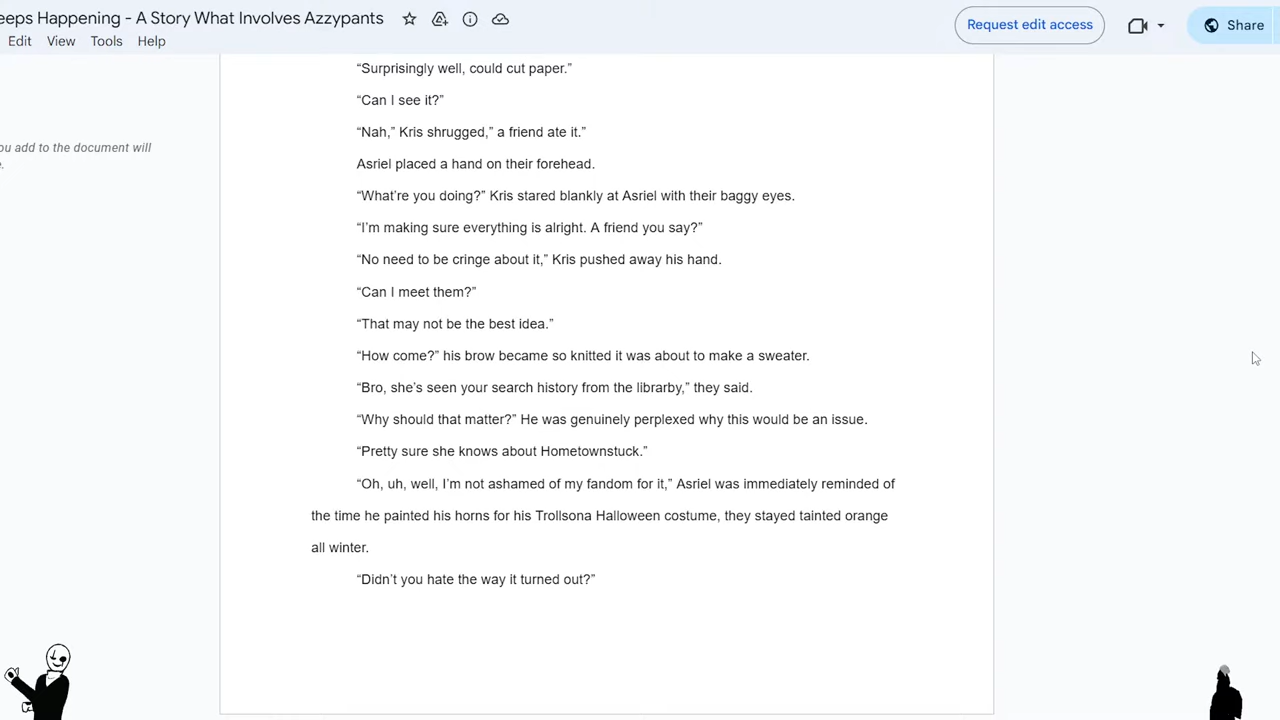 eeps Happening - A Story What Involves Azzypants
Request edit access
Share
Edit View Tools Help
ou add to the document will
e.
“Surprisingly well, could cut paper.”
“Can I see it?”
“Nah,” Kris shrugged,” a friend ate it.”
Asriel placed a hand on their forehead.
“What’re you doing?” Kris stared blankly at Asriel with their baggy eyes.
“I’m making sure everything is alright. A friend you say?”
“No need to be cringe about it,” Kris pushed away his hand.
“Can I meet them?”
“That may not be the best idea.”
“How come?” his brow became so knitted it was about to make a sweater.
“Bro, she’s seen your search history from the librarby,” they said.
“Why should that matter?” He was genuinely perplexed why this would be an issue.
“Pretty sure she knows about Hometownstuck.”
“Oh, uh, well, I’m not ashamed of my fandom for it,” Asriel was immediately reminded of
the time he painted his horns for his Trollsona Halloween costume, they stayed tainted orange
all winter.
“Didn’t you hate the way it turned out?”